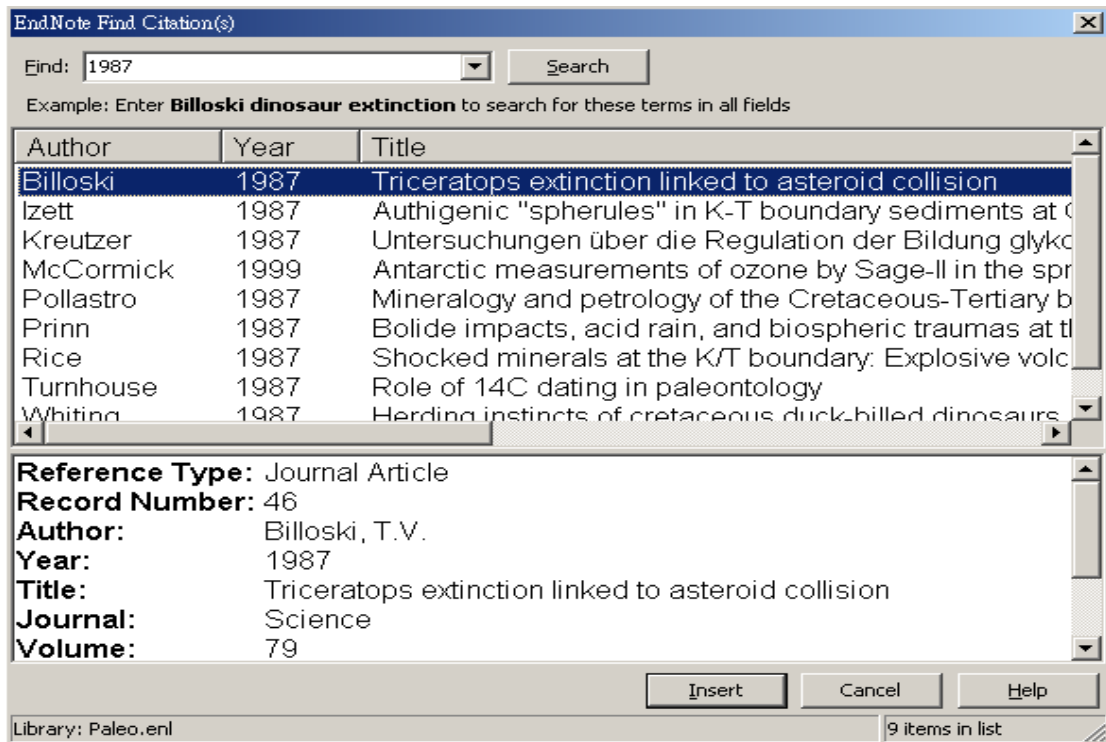 EndNote Find Citation(s)
Find: 1987 Search
Example: Enter Billoski dinosaur extinction to search for these terms in all fields
Author Year Title
Billoski 1987 Triceratops extinction linked to asteroid collision
Izett 1987 Authigenic "spherules" in K-T boundary sediments at
Kreutzer 1987 Untersuchungen über die Regulation der Bildung
McCormick 1999 Antarctic measurements of ozone by Sage-II in the spr
Pollastro 1987 Mineralogy and petrology of the Cretaceous-Tertiary b
Prinn 1987 Bolide impacts, acid rain, and biospheric traumas at
Rice 1987 Shocked minerals at the K/T boundary: Explosive volc
Turnhouse 1987 Role of 14C dating in paleontology
Whiting 1987 Herding instincts of cretaceous duck-billed dinosaurs
Reference Type: Journal Article
Record Number: 46
Author: Billoski, T.V.
Year: 1987
Title: Triceratops extinction linked to asteroid collision
Journal: Science
Volume: 79
Insert Cancel Help
Library: Paleo.enl 9 items in list